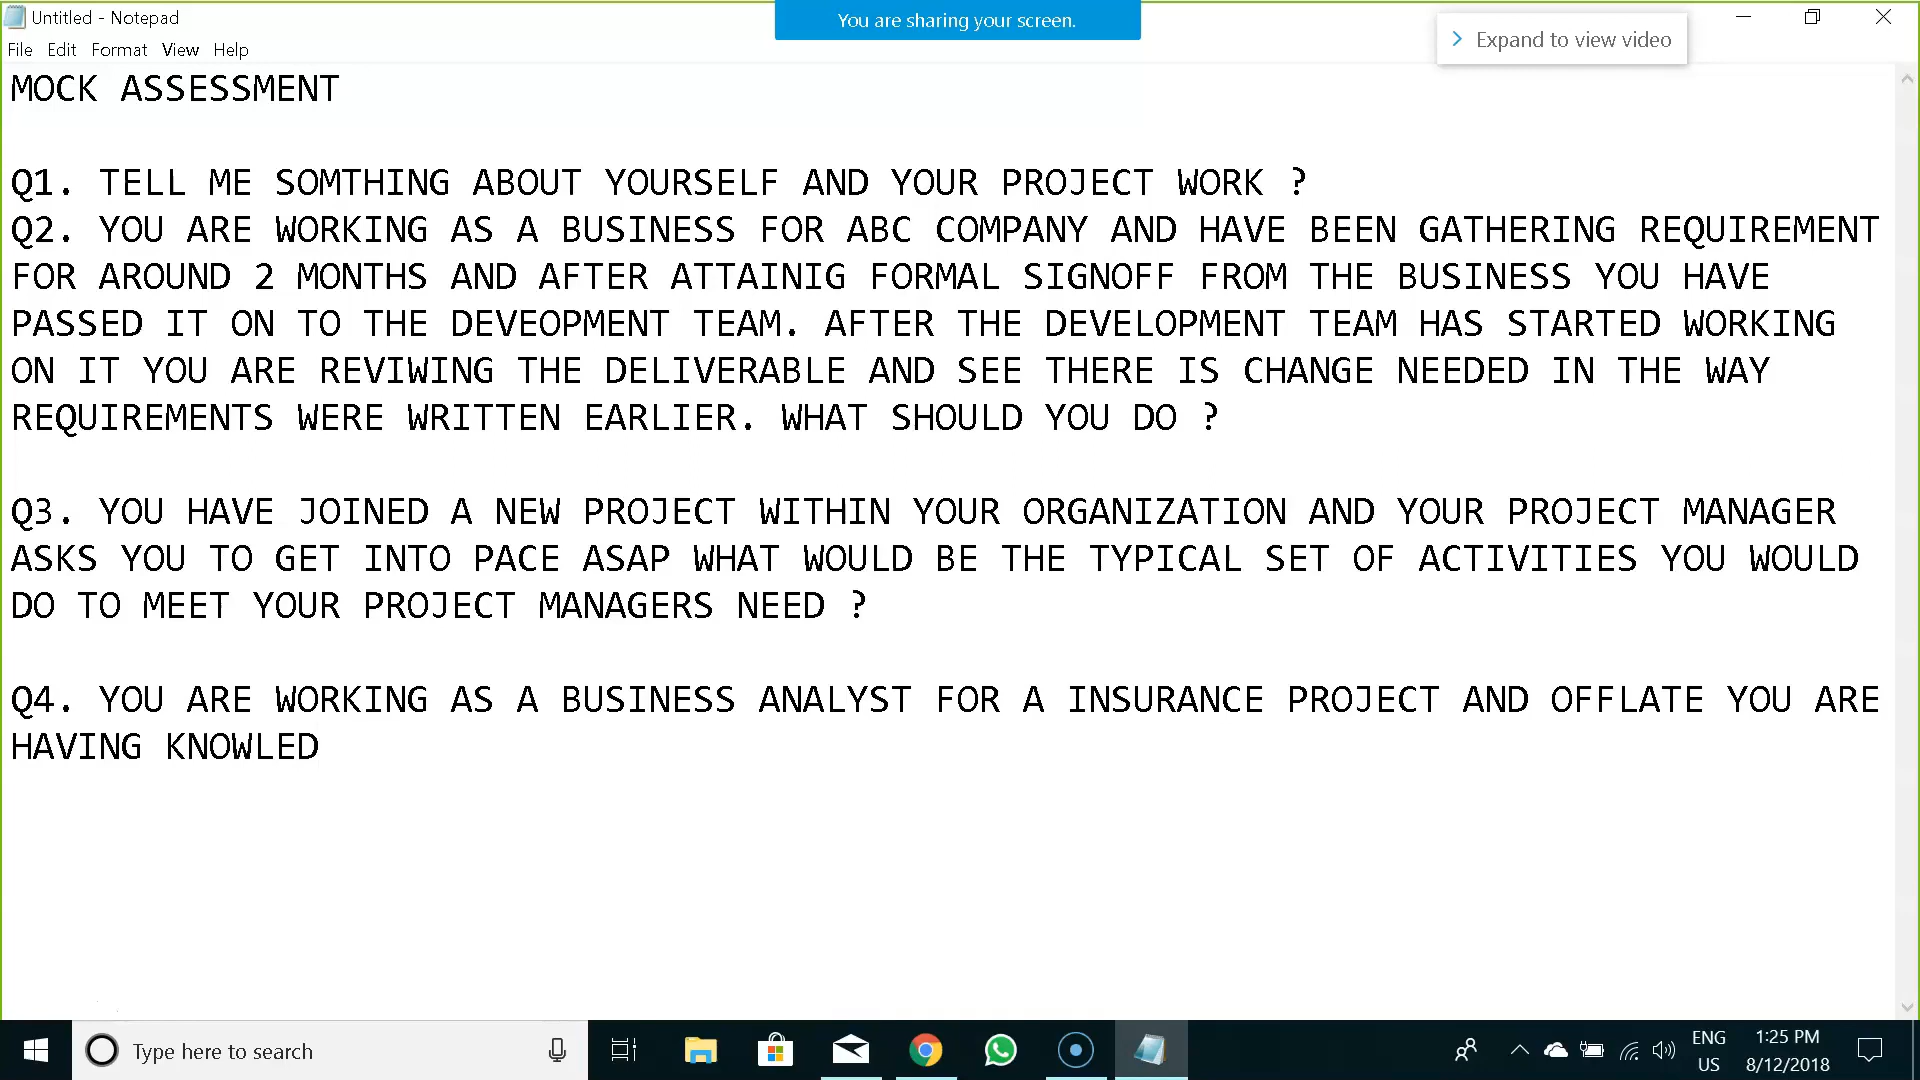 Untitled - Notepad
You are sharing your screen.
Expand to view video
File Edit Format View Help
MOCK ASSESSMENT
Q1. TELL ME SOMTHING ABOUT YOURSELF AND YOUR PROJECT WORK ?
Q2. YOU ARE WORKING AS A BUSINESS FOR ABC COMPANY AND HAVE BEEN GATHERING REQUIREMENT
FOR AROUND 2 MONTHS AND AFTER ATTAINIG FORMAL SIGNOFF FROM THE BUSINESS YOU HAVE
PASSED IT ON TO THE DEVEOPMENT TEAM. AFTER THE DEVELOPMENT TEAM HAS STARTED WORKING
ON IT YOU ARE REVIWING THE DELIVERABLE AND SEE THERE IS CHANGE NEEDED IN THE WAY
REQUIREMENTS WERE WRITTEN EARLIER. WHAT SHOULD YOU DO ?
Q3. YOU HAVE JOINED A NEW PROJECT WITHIN YOUR ORGANIZATION AND YOUR PROJECT MANAGER
ASKS YOU TO GET INTO PACE ASAP WHAT WOULD BE THE TYPICAL SET OF ACTIVITIES YOU WOULD
DO TO MEET YOUR PROJECT MANAGERS NEED ?
Q4. YOU ARE WORKING AS A BUSINESS ANALYST FOR A INSURANCE PROJECT AND OFFLATE YOU ARE
HAVING KNOWLED
Type here to search
ENG
US
1:25 PM
8/12/2018